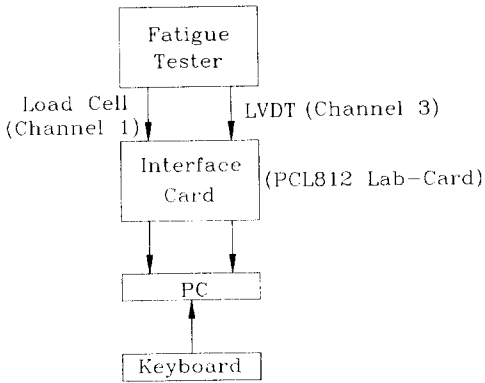 Fatigue
Tester
Load Cell
(Channel 1)
LVDT (Channel 3)
Interface
Card
(PCL812 Lab-Card)
PC
Keyboard